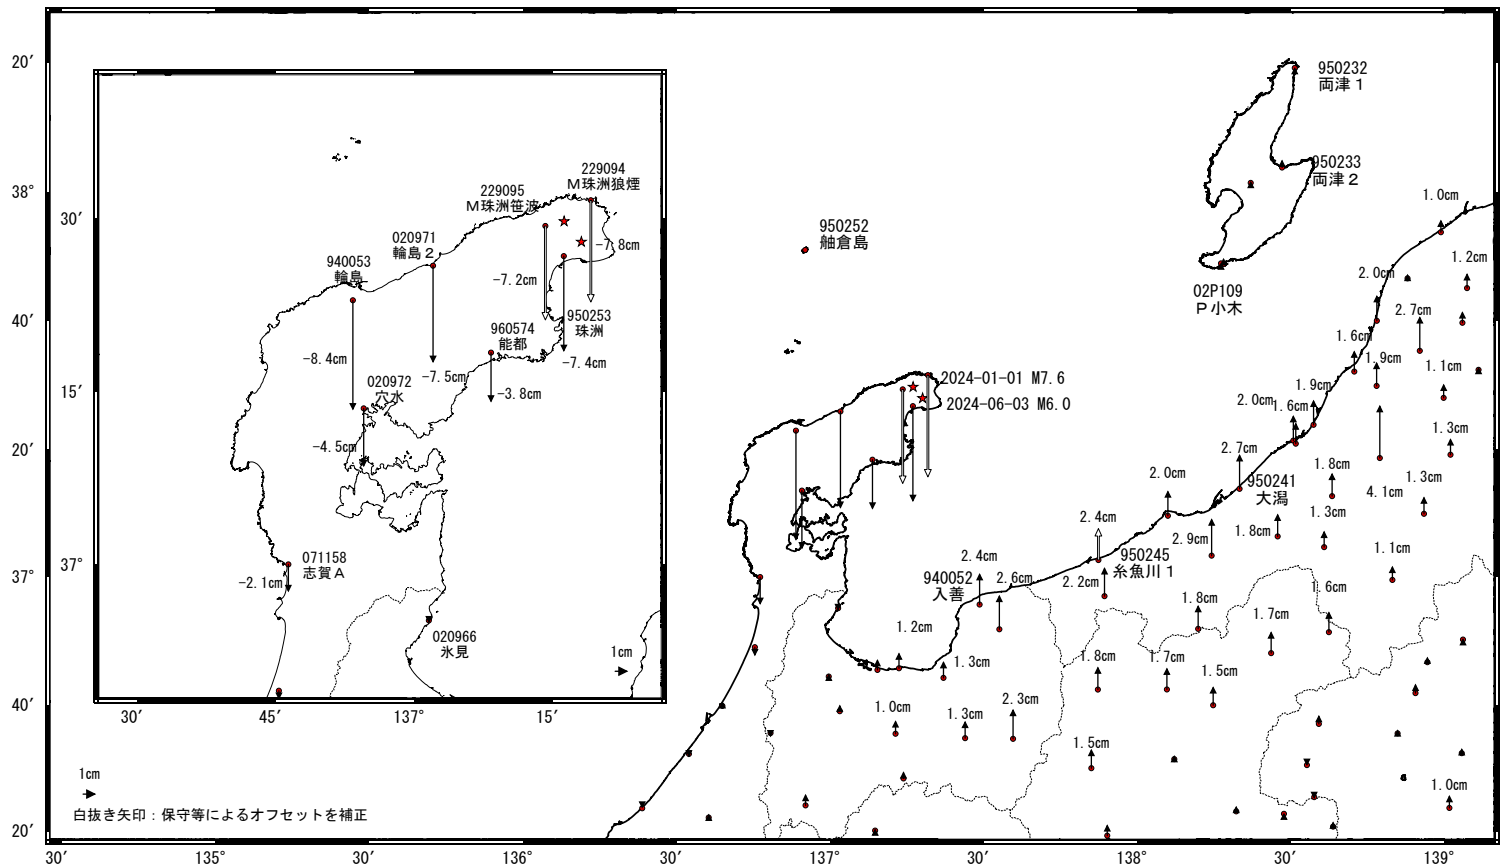 20′
38°
40′
20′
37°
40′
20′
30′
135°
30′
136°
30′
137°
30′
138°
30′
139°
30′
15′
37°
30′
45′
137°
15′
229094
M珠洲狼煙
229095
M珠洲笹波
-7.8cm
020971
輪島2
940053
輪島
-7.2cm
950253
珠洲
960574
能都
-8.4cm
-7.5cm
-7.4cm
-3.8cm
020972
穴水
-4.5cm
071158
志賀A
-2.1cm
020966
氷見
1cm
1cm
白抜き矢印：保守等によるオフセットを補正
950232
両津1
950233
両津2
950252
舳倉島
02P109
P小木
2024-01-01 M7.6
2024-06-03 M6.0
1.0cm
1.2cm
2.0cm
2.7cm
1.6cm
1.9cm
1.1cm
1.9cm
2.0cm
1.6cm
1.3cm
2.7cm
950241
大潟
1.8cm
4.1cm
1.3cm
2.0cm
1.3cm
2.4cm
1.8cm
2.9cm
950245
糸魚川1
1.1cm
2.4cm
940052
入善
2.6cm
2.2cm
1.6cm
1.8cm
1.7cm
1.2cm
1.3cm
1.8cm
1.7cm
1.5cm
1.0cm
1.3cm
2.3cm
1.5cm
1.0cm